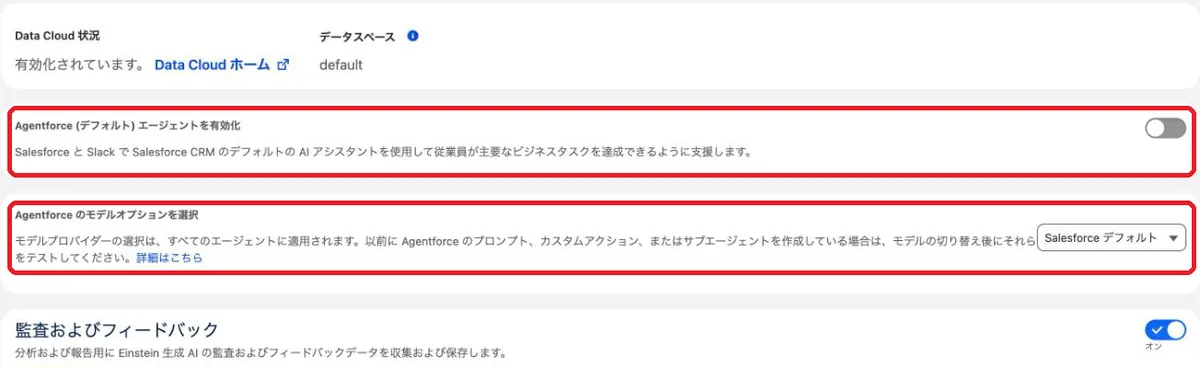 Data Cloud 状況
データスペース
有効化されています。 Data Cloud ホーム
default
Agentforce (デフォルト) エージェントを有効化
Salesforce と Slack で Salesforce CRM のデフォルトの AI アシスタントを使用して従業員が主要なビジネスタスクを達成できるように支援します。
Agentforce のモデルオプションを選択
モデルプロバイダーの選択は、すべてのエージェントに適用されます。以前に Agentforce のプロンプト、カスタムアクション、またはサブエージェントを作成している場合は、モデルの切り替え後にそれら
をテストしてください。詳細はこちら
Salesforce デフォルト
監査およびフィードバック
分析および報告用に Einstein 生成 AI の監査およびフィードバックデータを収集および保存します。
オン